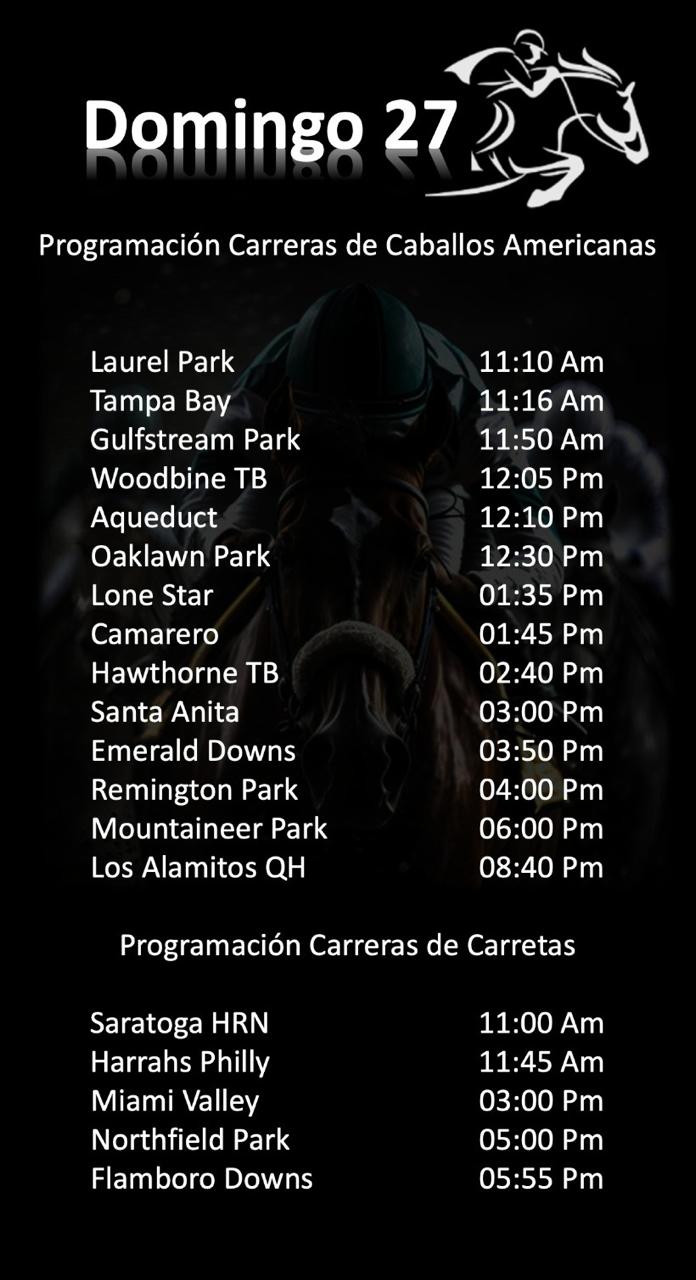 Domingo 27
Programación Carreras de Caballos Americanas
Laurel Park 11:10 Am
Tampa Bay 11:16 Am
Gulfstream Park 11:50 Am
Woodbine TB 12:05 Pm
Aqueduct 12:10 Pm
Oaklawn Park 12:30 Pm
Lone Star 01:35 Pm
Camarero 01:45 Pm
Hawthorne TB 02:40 Pm
Santa Anita 03:00 Pm
Emerald Downs 03:50 Pm
Remington Park 04:00 Pm
Mountaineer Park 06:00 Pm
Los Alamitos QH 08:40 Pm
Programación Carreras de Carretas
Saratoga HRN 11:00 Am
Harrahs Philly 11:45 Am
Miami Valley 03:00 Pm
Northfield Park 05:00 Pm
Flamboro Downs 05:55 Pm